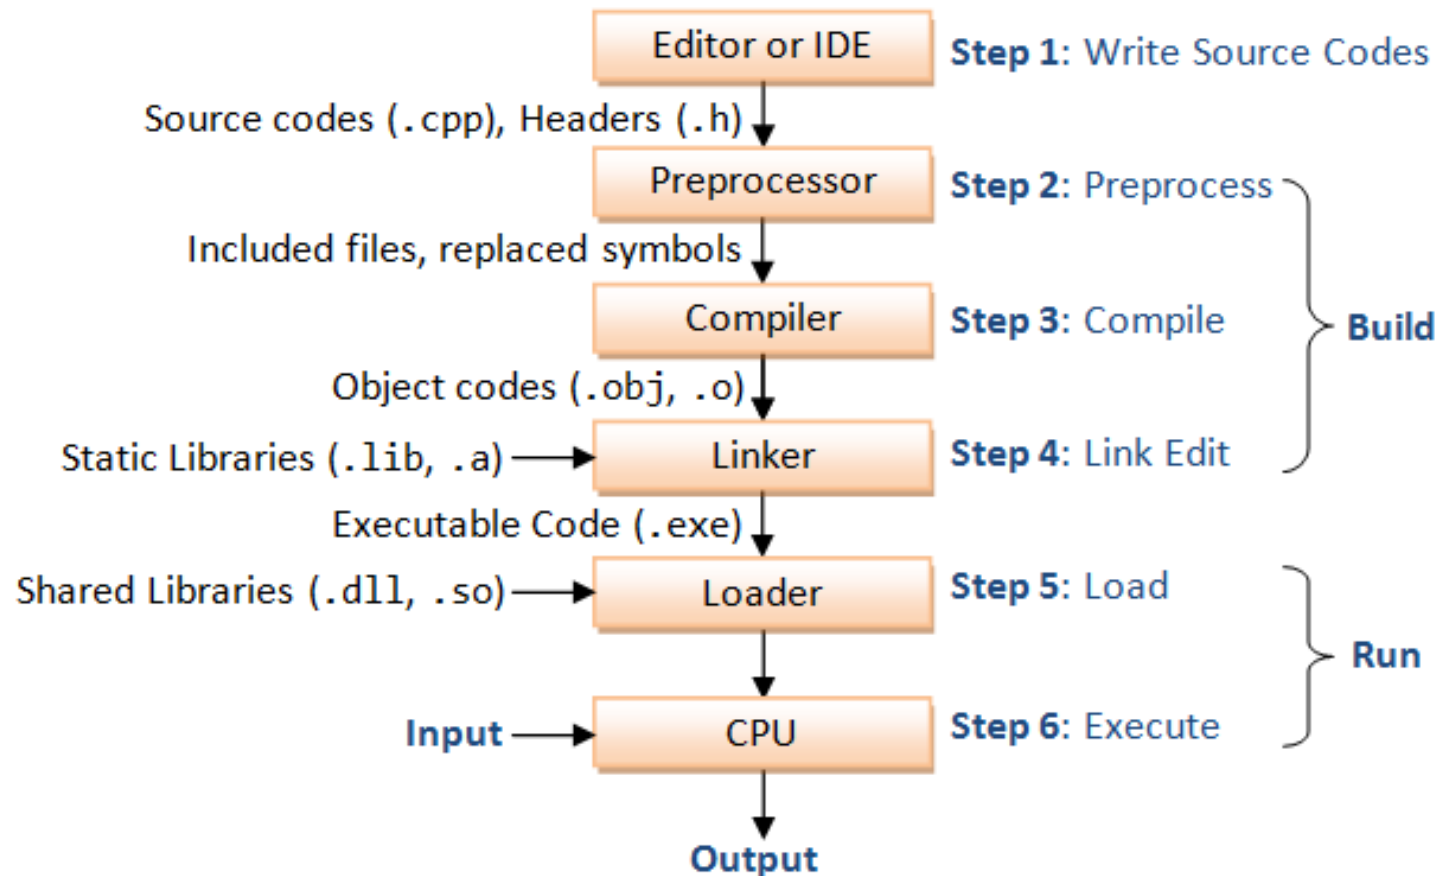 Editor or IDE
Step 1: Write Source Codes
Source codes (.cpp), Headers (.h)
Preprocessor
Step 2: Preprocess
Included files, replaced symbols
Compiler
Step 3: Compile
Build
Object codes (.obj, .o)
Static Libraries (.lib, .a)
Linker
Step 4: Link Edit
Executable Code (.exe)
Shared Libraries (.dll, .so)
Loader
Step 5: Load
Run
Input
CPU
Step 6: Execute
Output